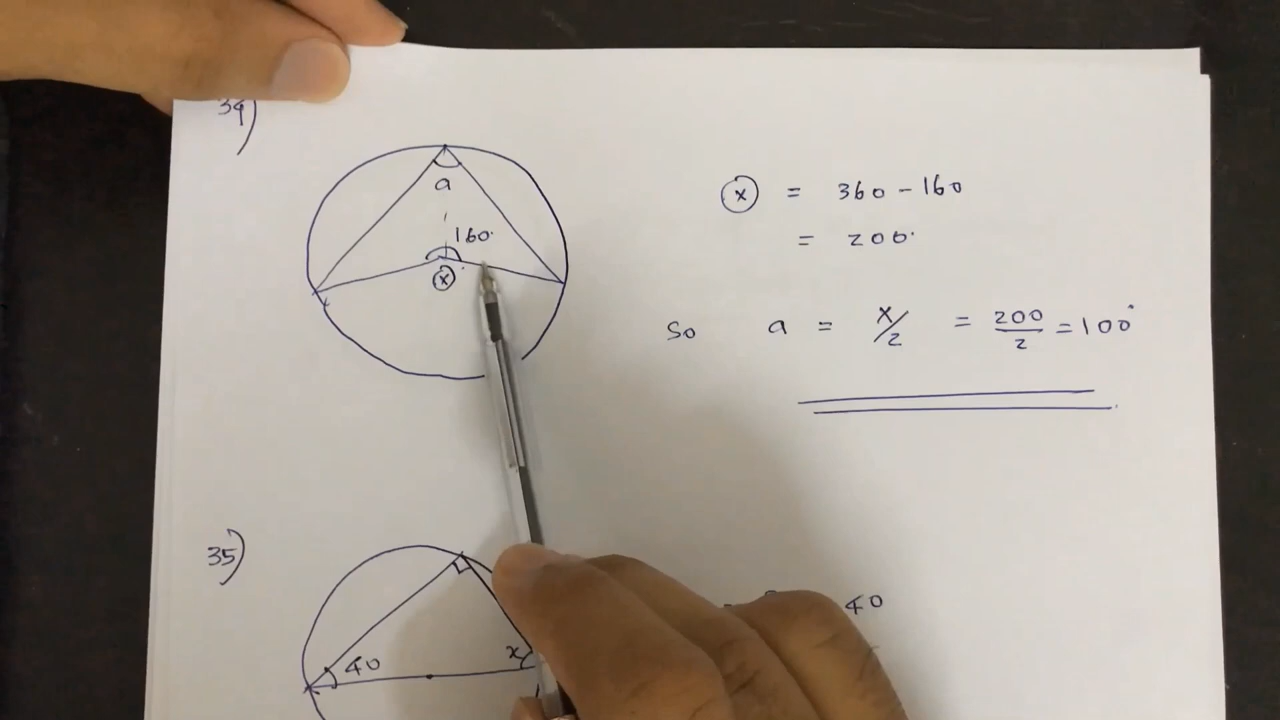 34)
a
160°
x
x = 360 - 160
= 200°
So a = x/2 = 200/2 = 100°
35)
40
x
40